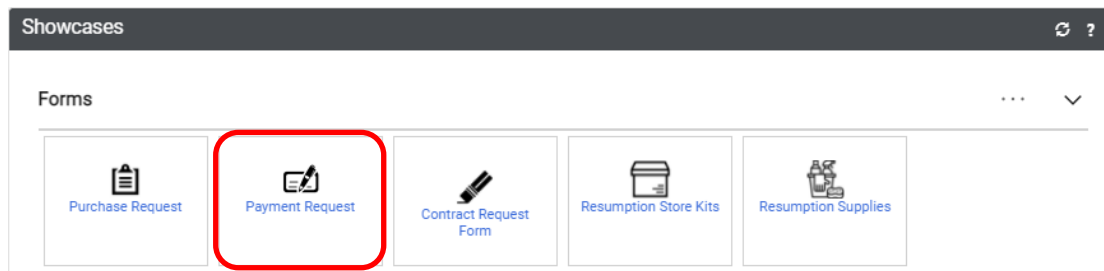 Showcases ?
Forms ...
Purchase Request
Payment Request
Contract Request
Form
Resumption Store Kits
Resumption Supplies